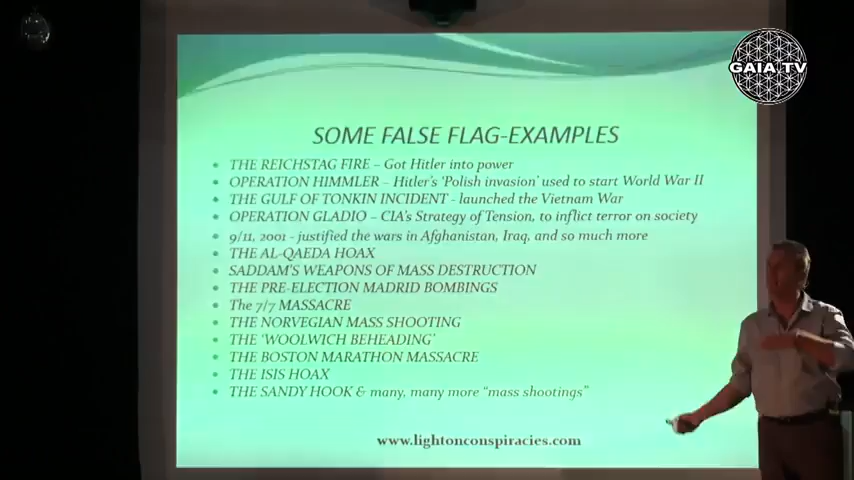 GAIA TV
SOME FALSE FLAG-EXAMPLES
• THE REICHSTAG FIRE – Got Hitler into power
• OPERATION HIMMLER – Hitler's 'Polish invasion' used to start World War II
• THE GULF OF TONKIN INCIDENT - launched the Vietnam War
• OPERATION GLADIO – CIA's Strategy of Tension, to inflict terror on society
• 9/11, 2001 - justified the wars in Afghanistan, Iraq, and so much more
• THE AL-QAEDA HOAX
• SADDAM'S WEAPONS OF MASS DESTRUCTION
• THE PRE-ELECTION MADRID BOMBINGS
• The 7/7 MASSACRE
• THE NORVEGIAN MASS SHOOTING
• THE 'WOOLWICH BEHEADING'
• THE BOSTON MARATHON MASSACRE
• THE ISIS HOAX
• THE SANDY HOOK & many, many more "mass shootings"
www.lightonconspiracies.com